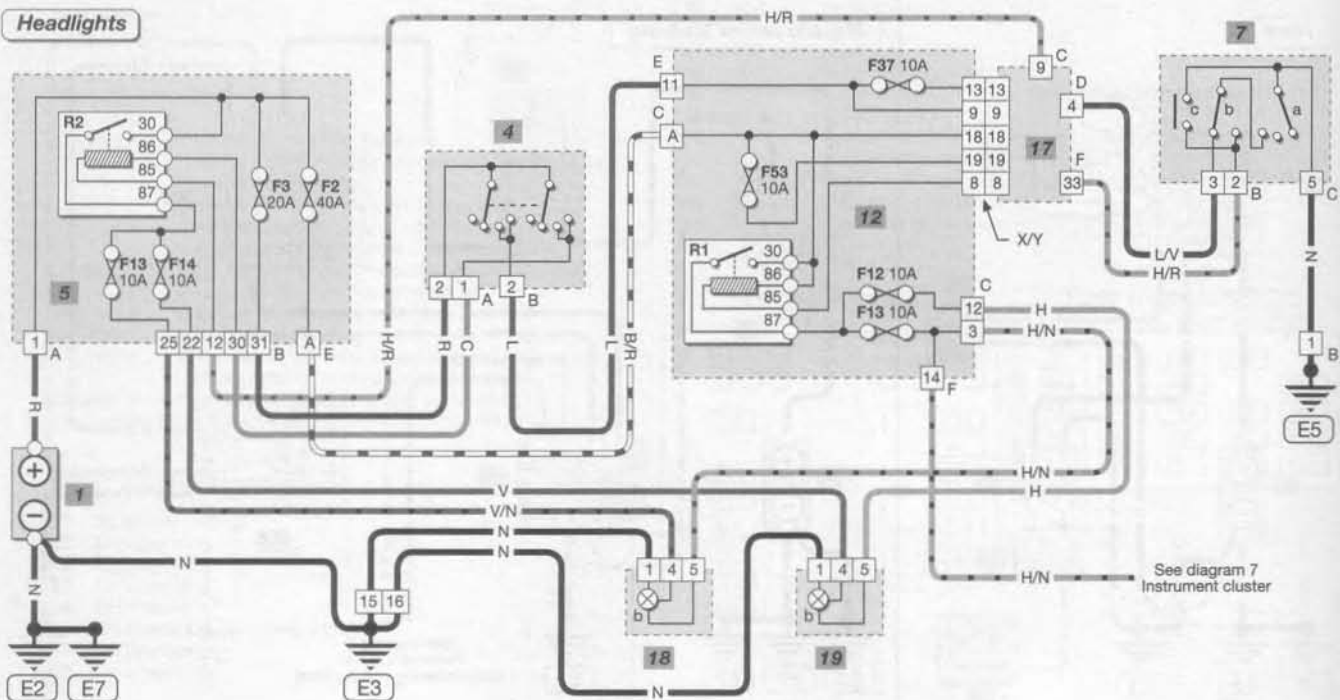 Headlights
H/R
7
5
R2
30
86
85
87
F3
20A
F2
40A
F13
10A
F14
10A
1 A
25 22 12 30 31 B
A E
4
2 1 A
2 B
R C L L B/R H/R
E
11
C
A
F37 10A
13 13
9 9
18 18
19 19
8 8
X/Y
F53
10A
12
R1
30
86
85
87
F12 10A
F13 10A
C
12
3
14 F
9 C
D
4
17
F
33
c b a
3 2 B
5 C
L/V
H/R
N
1 B
E5
H
H/N
R
1
+
−
N
N
V
V/N
N
N
H/N
H
15 16
1 4 5
b
18
1 4 5
b
19
H/N
See diagram 7
Instrument cluster
E2 E7
E3
N